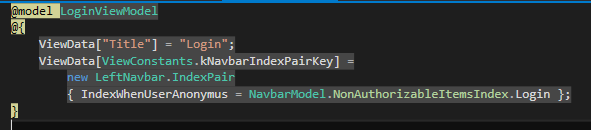 @model LoginViewModel
@{
ViewData["Title"] = "Login";
ViewData[ViewConstants.kNavbarIndexPairKey] =
new LeftNavbar.IndexPair
{ IndexWhenUserAnonymus = NavbarModel.NonAuthorizableItemsIndex.Login };
}